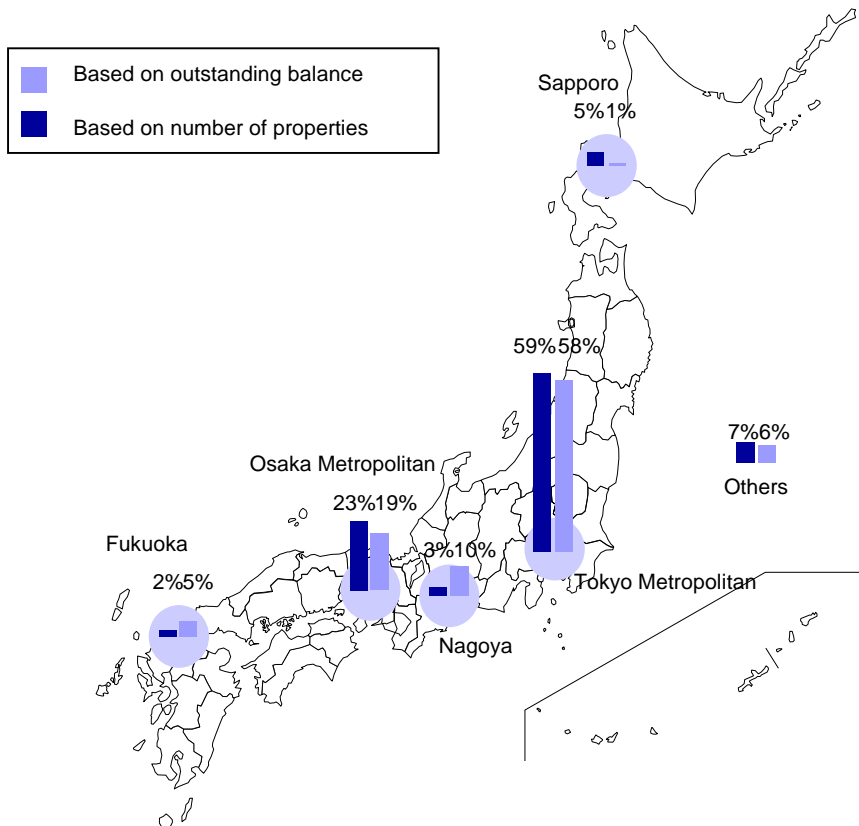 Based on outstanding balance
Based on number of properties
Sapporo
5%1%
59%58%
7%6%
Others
Osaka Metropolitan
23%19%
Fukuoka
3%10%
2%5%
Tokyo Metropolitan
Nagoya